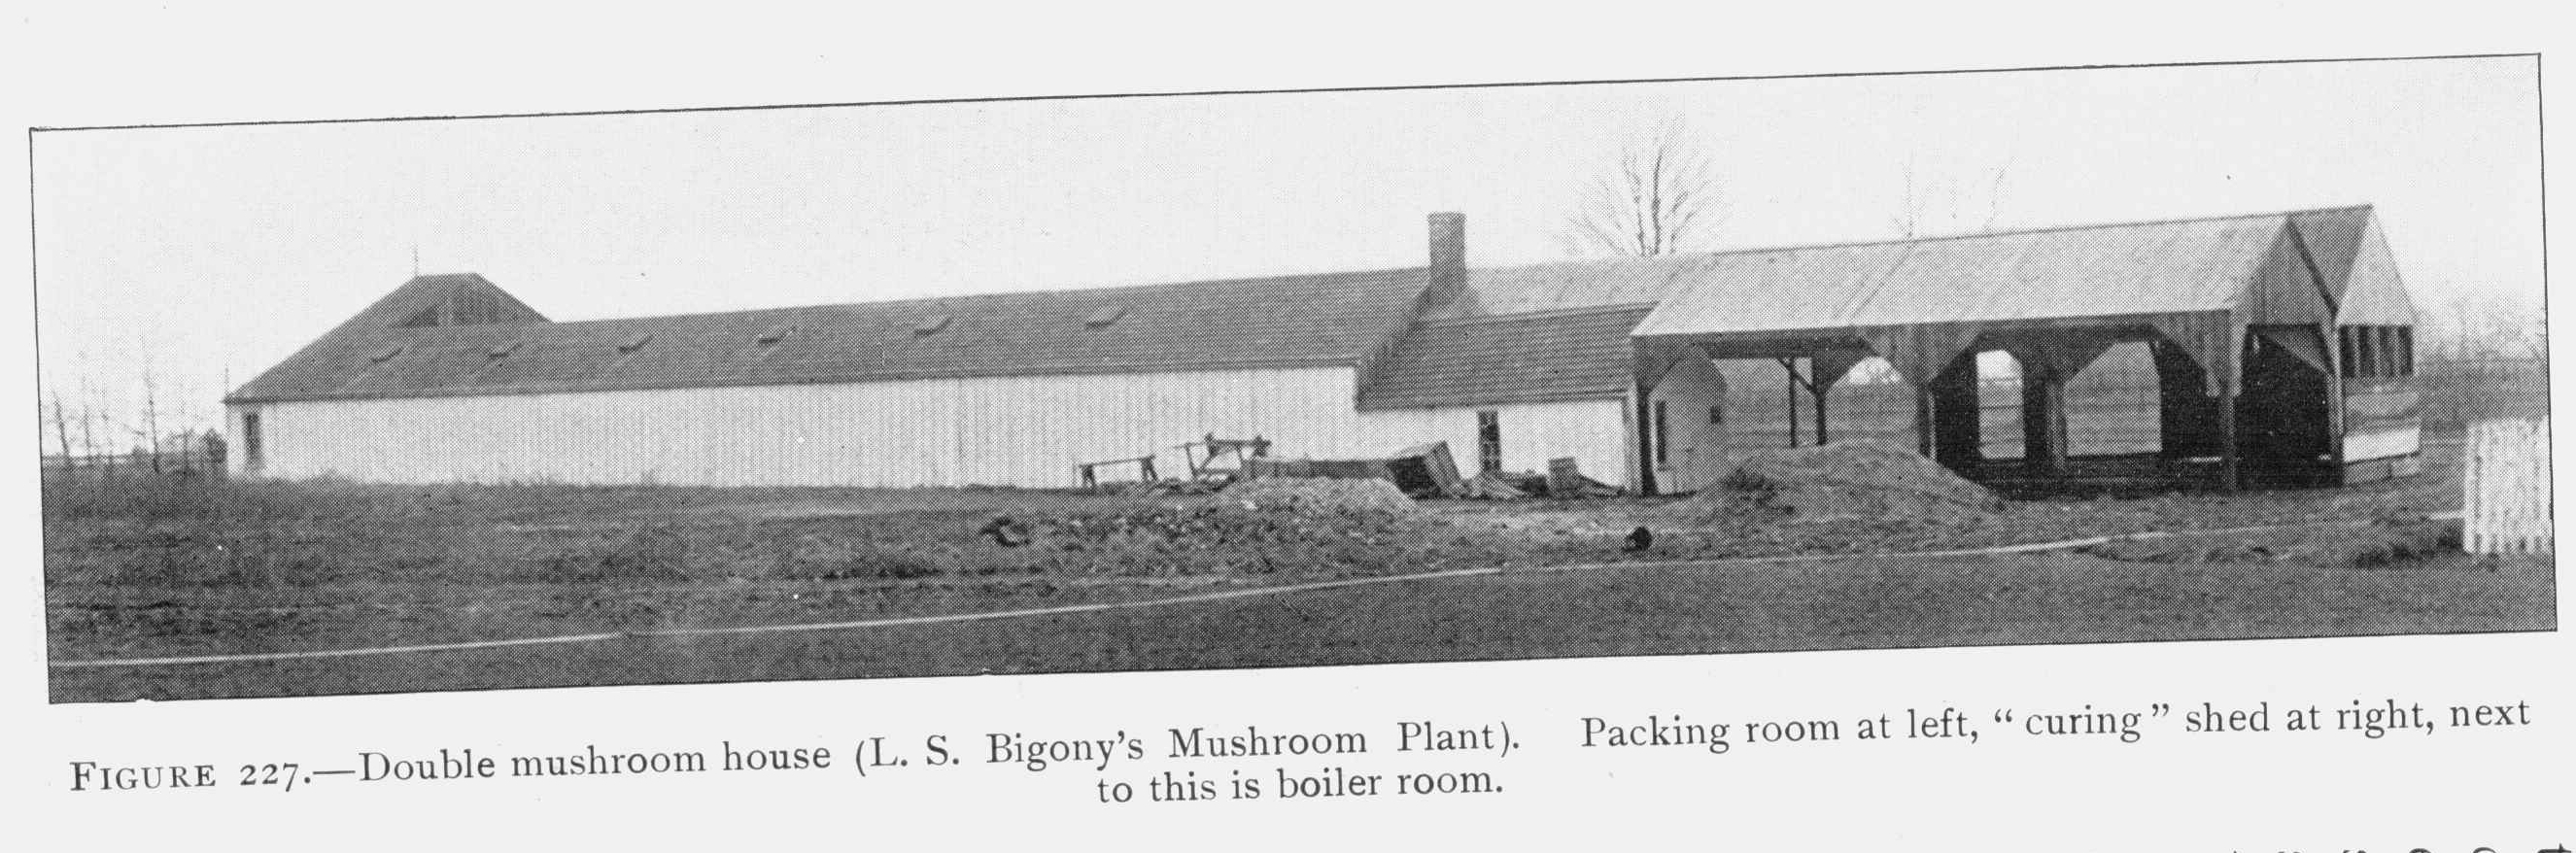 FIGURE 227.—Double mushroom house (L. S. Bigony's Mushroom Plant). Packing room at left, “curing” shed at right, next
to this is boiler room.